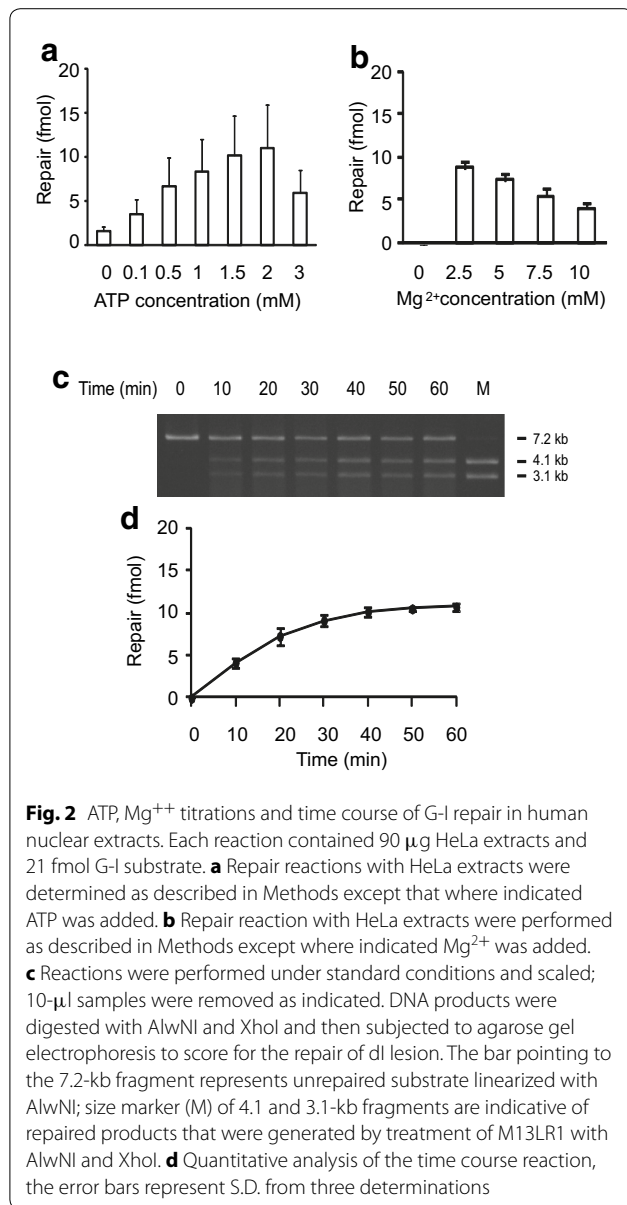 a
20
15
10
5
0
Repair (fmol)
0 0.1 0.5 1 1.5 2 3
ATP concentration (mM)
b
20
15
10
5
0
Repair (fmol)
0 2.5 5 7.5 10
Mg2+concentration (mM)
c
Time (min) 0 10 20 30 40 50 60 M
7.2 kb
4.1 kb
3.1 kb
d
20
15
10
5
0
Repair (fmol)
0 10 20 30 40 50 60
Time (min)
Fig. 2 ATP, Mg++ titrations and time course of G-I repair in human
nuclear extracts. Each reaction contained 90 μg HeLa extracts and
21 fmol G-I substrate. a Repair reactions with HeLa extracts were
determined as described in Methods except that where indicated
ATP was added. b Repair reaction with HeLa extracts were performed
as described in Methods except where indicated Mg2+ was added.
c Reactions were performed under standard conditions and scaled;
10-μl samples were removed as indicated. DNA products were
digested with AlwNI and XhoI and then subjected to agarose gel
electrophoresis to score for the repair of dI lesion. The bar pointing to
the 7.2-kb fragment represents unrepaired substrate linearized with
AlwNI; size marker (M) of 4.1 and 3.1-kb fragments are indicative of
repaired products that were generated by treatment of M13LR1 with
AlwNI and XhoI. d Quantitative analysis of the time course reaction,
the error bars represent S.D. from three determinations